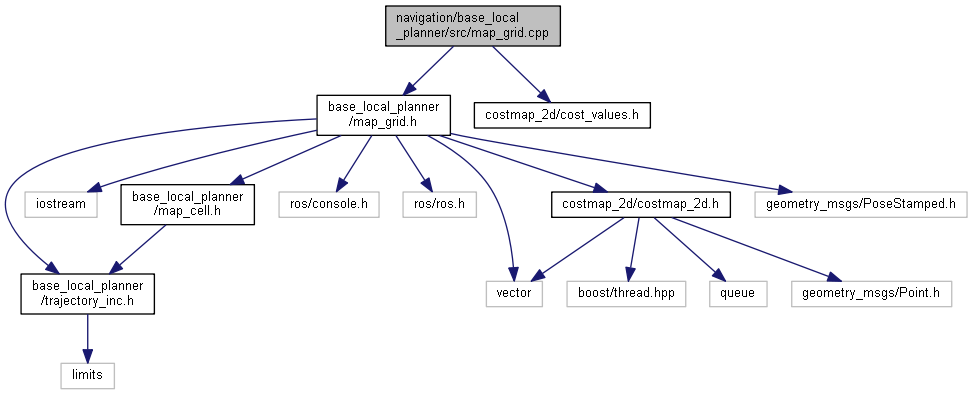 navigation/base_local
_planner/src/map_grid.cpp
base_local_planner
/map_grid.h
costmap_2d/cost_values.h
iostream
base_local_planner
/map_cell.h
ros/console.h
ros/ros.h
costmap_2d/costmap_2d.h
geometry_msgs/PoseStamped.h
base_local_planner
/trajectory_inc.h
vector
boost/thread.hpp
queue
geometry_msgs/Point.h
limits